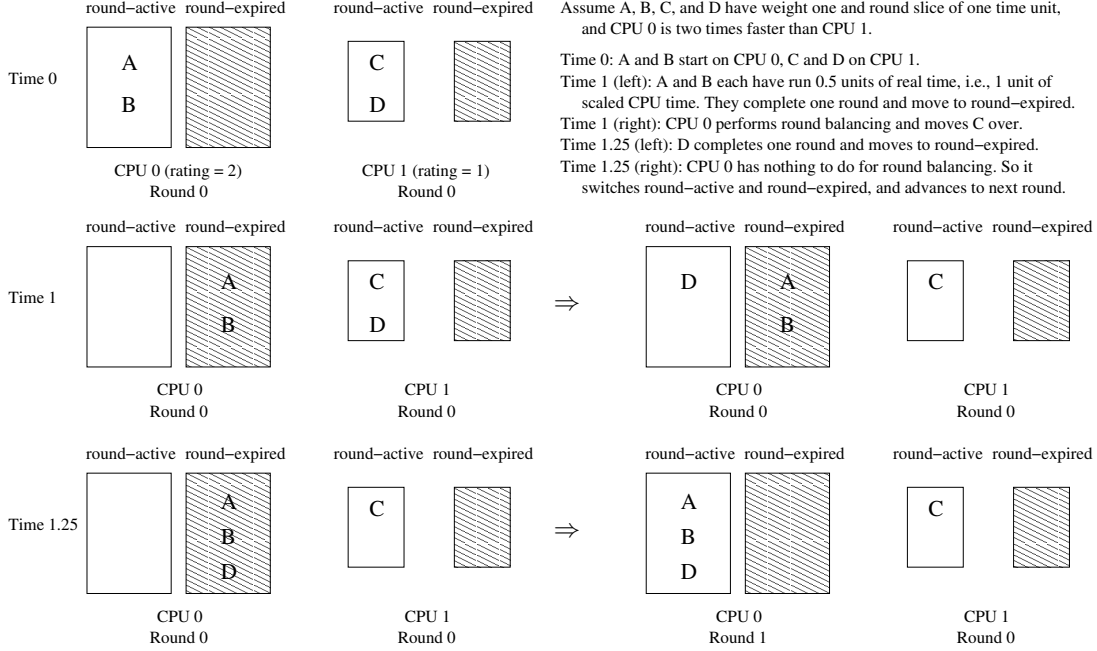 round−active round−expired round−active round−expired
Time 0
A
B
C
D
CPU 0 (rating = 2)
Round 0
CPU 1 (rating = 1)
Round 0
Assume A, B, C, and D have weight one and round slice of one time unit,
and CPU 0 is two times faster than CPU 1.
Time 0: A and B start on CPU 0, C and D on CPU 1.
Time 1 (left): A and B each have run 0.5 units of real time, i.e., 1 unit of
scaled CPU time. They complete one round and move to round−expired.
Time 1 (right): CPU 0 performs round balancing and moves C over.
Time 1.25 (left): D completes one round and moves to round−expired.
Time 1.25 (right): CPU 0 has nothing to do for round balancing. So it
switches round−active and round−expired, and advances to next round.
round−active round−expired round−active round−expired round−active round−expired round−active round−expired
Time 1
A
B
C
D
⇒
D
A
B
C
CPU 0
Round 0
CPU 1
Round 0
CPU 0
Round 0
CPU 1
Round 0
round−active round−expired round−active round−expired round−active round−expired round−active round−expired
Time 1.25
A
B
D
C
⇒
A
B
D
C
CPU 0
Round 0
CPU 1
Round 0
CPU 0
Round 1
CPU 1
Round 0